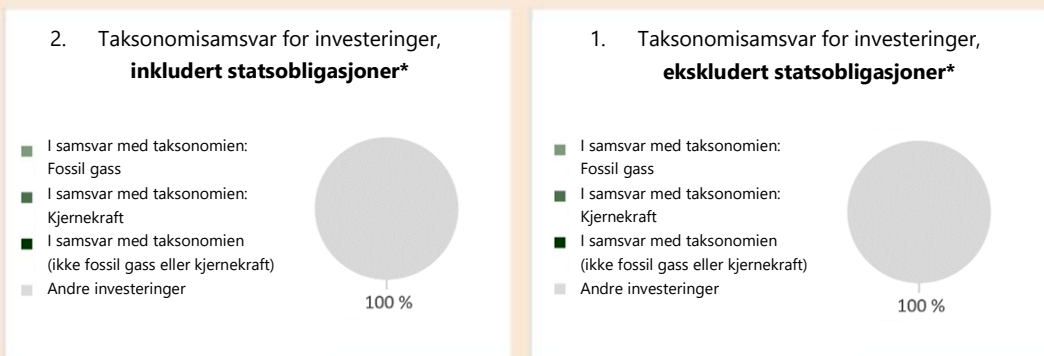 2. Taksonomisamsvar for investeringer,
inkludert statsobligasjoner*
I samsvar med taksonomien:
Fossil gass
I samsvar med taksonomien:
Kjernekraft
I samsvar med taksonomien
(ikke fossil gass eller kjernekraft)
Andre investeringer
100 %
1. Taksonomisamsvar for investeringer,
ekskludert statsobligasjoner*
I samsvar med taksonomien:
Fossil gass
I samsvar med taksonomien:
Kjernekraft
I samsvar med taksonomien
(ikke fossil gass eller kjernekraft)
Andre investeringer
100 %